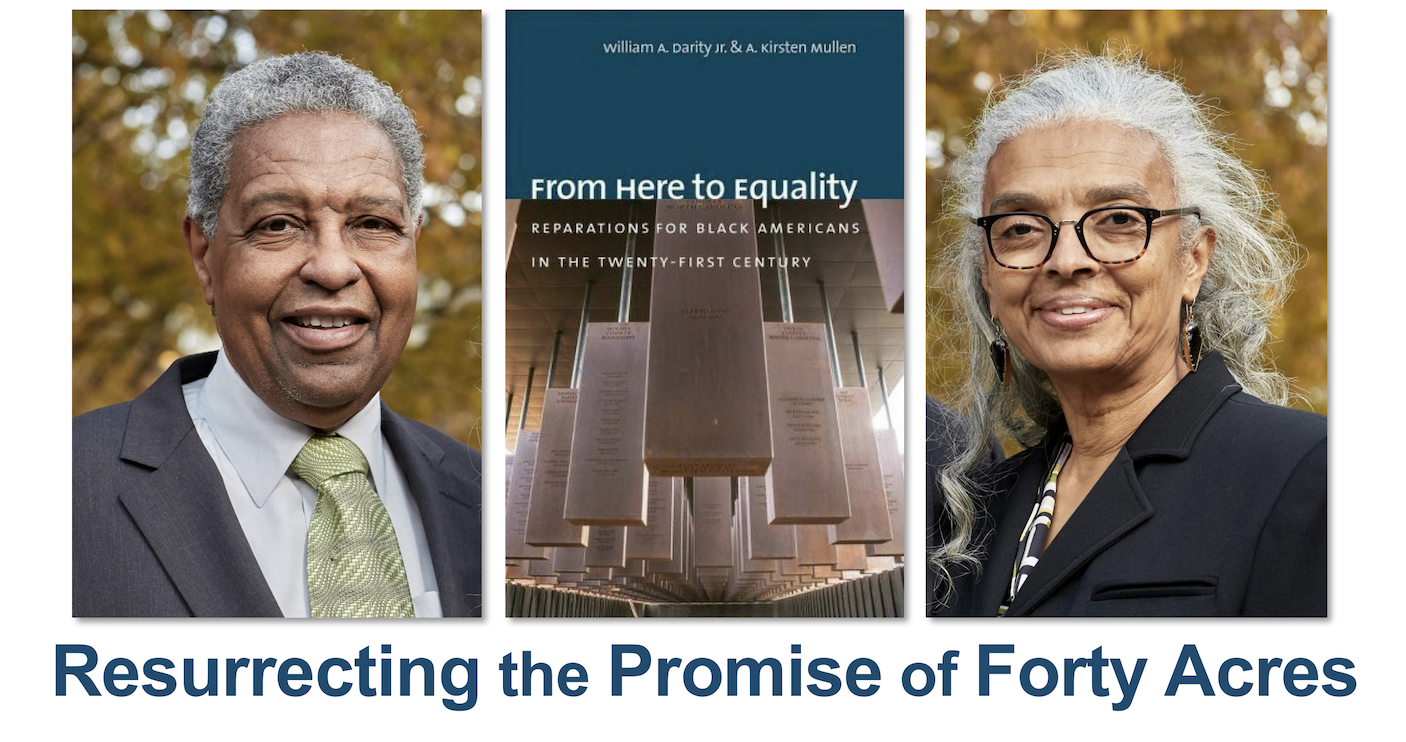 William A. Darity Jr. & A. Kirsten Mullen
From Here to Equality
REPARATIONS FOR BLACK AMERICANS
IN THE TWENTY-FIRST CENTURY
Resurrecting the Promise of Forty Acres